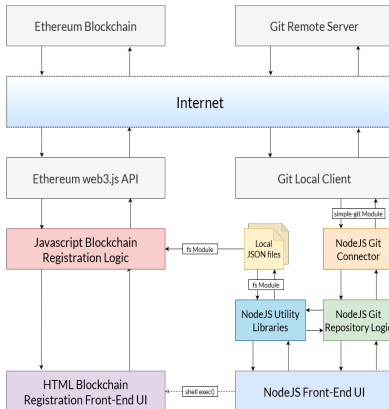 Ethereum Blockchain
Git Remote Server
Internet
Ethereum web3.js API
Git Local Client
simple-git Module
Javascript Blockchain
Registration Logic
fs Module
Local
JSON files
NodeJS Git
Connector
fs Module
NodeJS Utility
Libraries
NodeJS Git
Repository Logic
HTML Blockchain
Registration Front-End UI
shell exec()
NodeJS Front-End UI